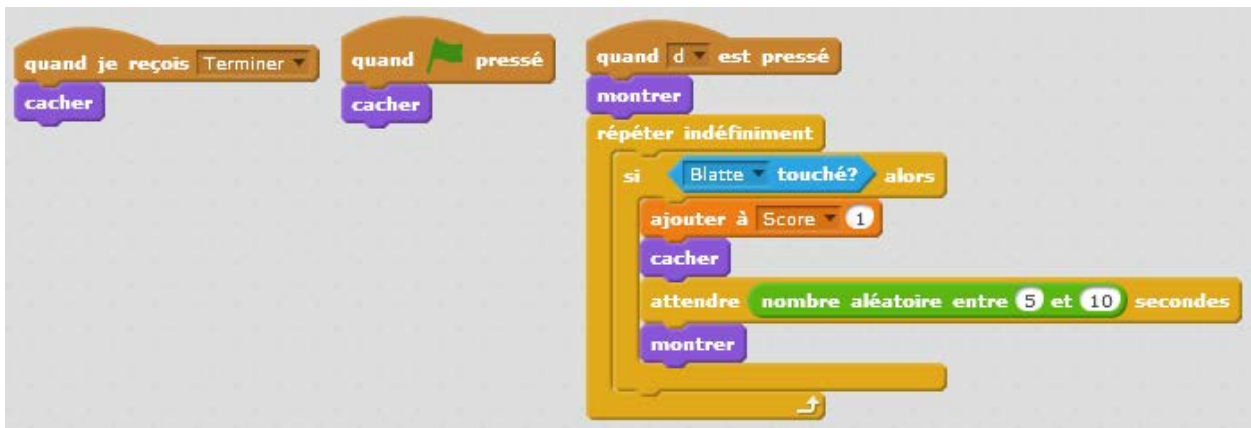 quand je reçois Terminer
cacher
quand pressé
cacher
quand d est pressé
montrer
répéter indéfiniment
si Blatte touché? alors
ajouter à Score 1
cacher
attendre nombre aléatoire entre 5 et 10 secondes
montrer